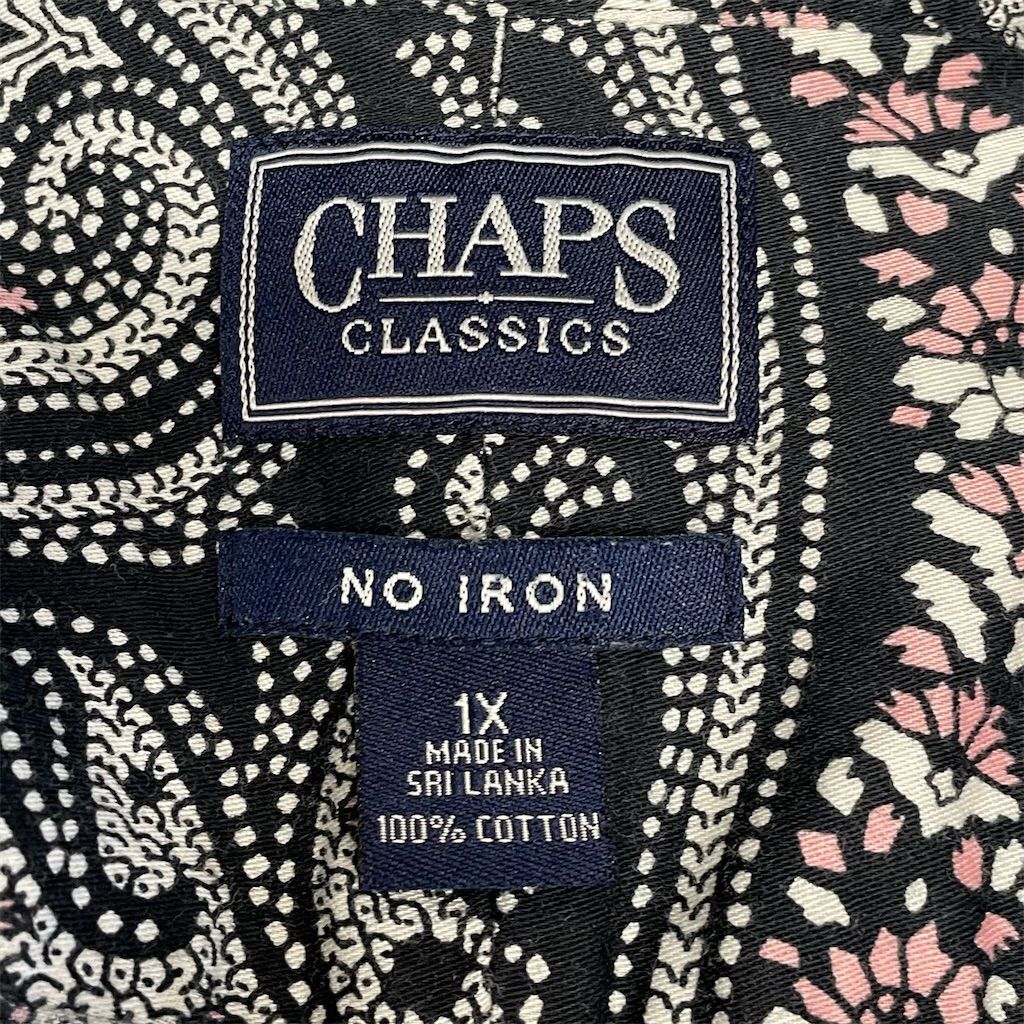 CHAPS
CLASSICS
NO IRON
1X
MADE IN
SRI LANKA
100% COTTON